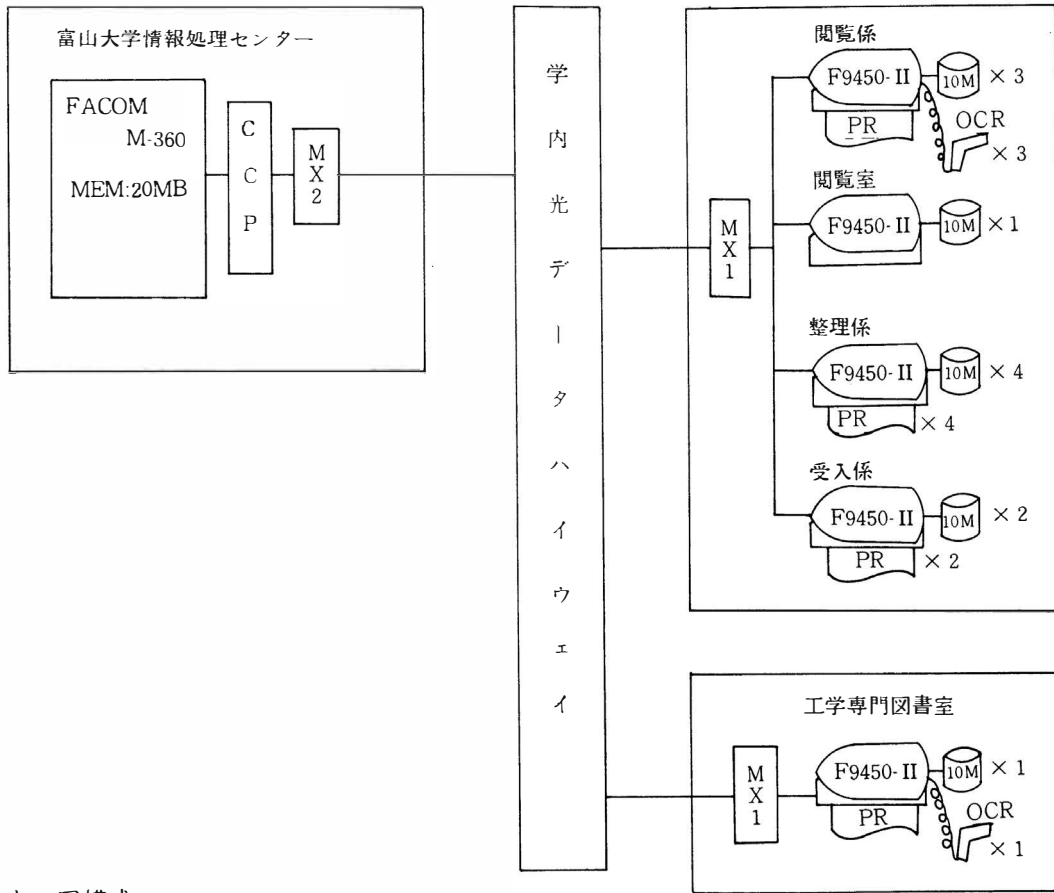 富山大学情報処理センター
FACOM
M-360
MEM:20MB
CCP
MX2
学内光データハイウェイ
MX1
閲覧係
F9450-II
10M × 3
PR
OCR
× 3
閲覧室
F9450-II
10M × 1
整理係
F9450-II
10M × 4
PR × 4
受入係
F9450-II
10M × 2
PR × 2
工学専門図書室
MX1
F9450-II
10M × 1
PR
OCR
× 1